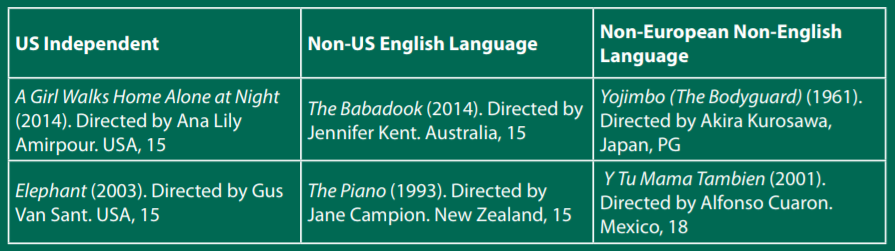 US Independent
Non-US English Language
Non-European Non-English
Language
A Girl Walks Home Alone at Night
(2014). Directed by Ana Lily
Amirpour. USA, 15
The Babadook (2014). Directed by
Jennifer Kent. Australia, 15
Yojimbo (The Bodyguard) (1961).
Directed by Akira Kurosawa,
Japan, PG
Elephant (2003). Directed by Gus
Van Sant. USA, 15
The Piano (1993). Directed by
Jane Campion. New Zealand, 15
Y Tu Mama Tambien (2001).
Directed by Alfonso Cuaron.
Mexico, 18